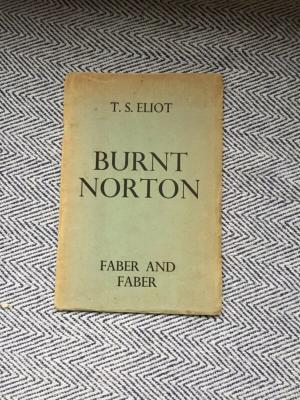 T. S. ELIOT
BURNT
NORTON
FABER AND
FABER